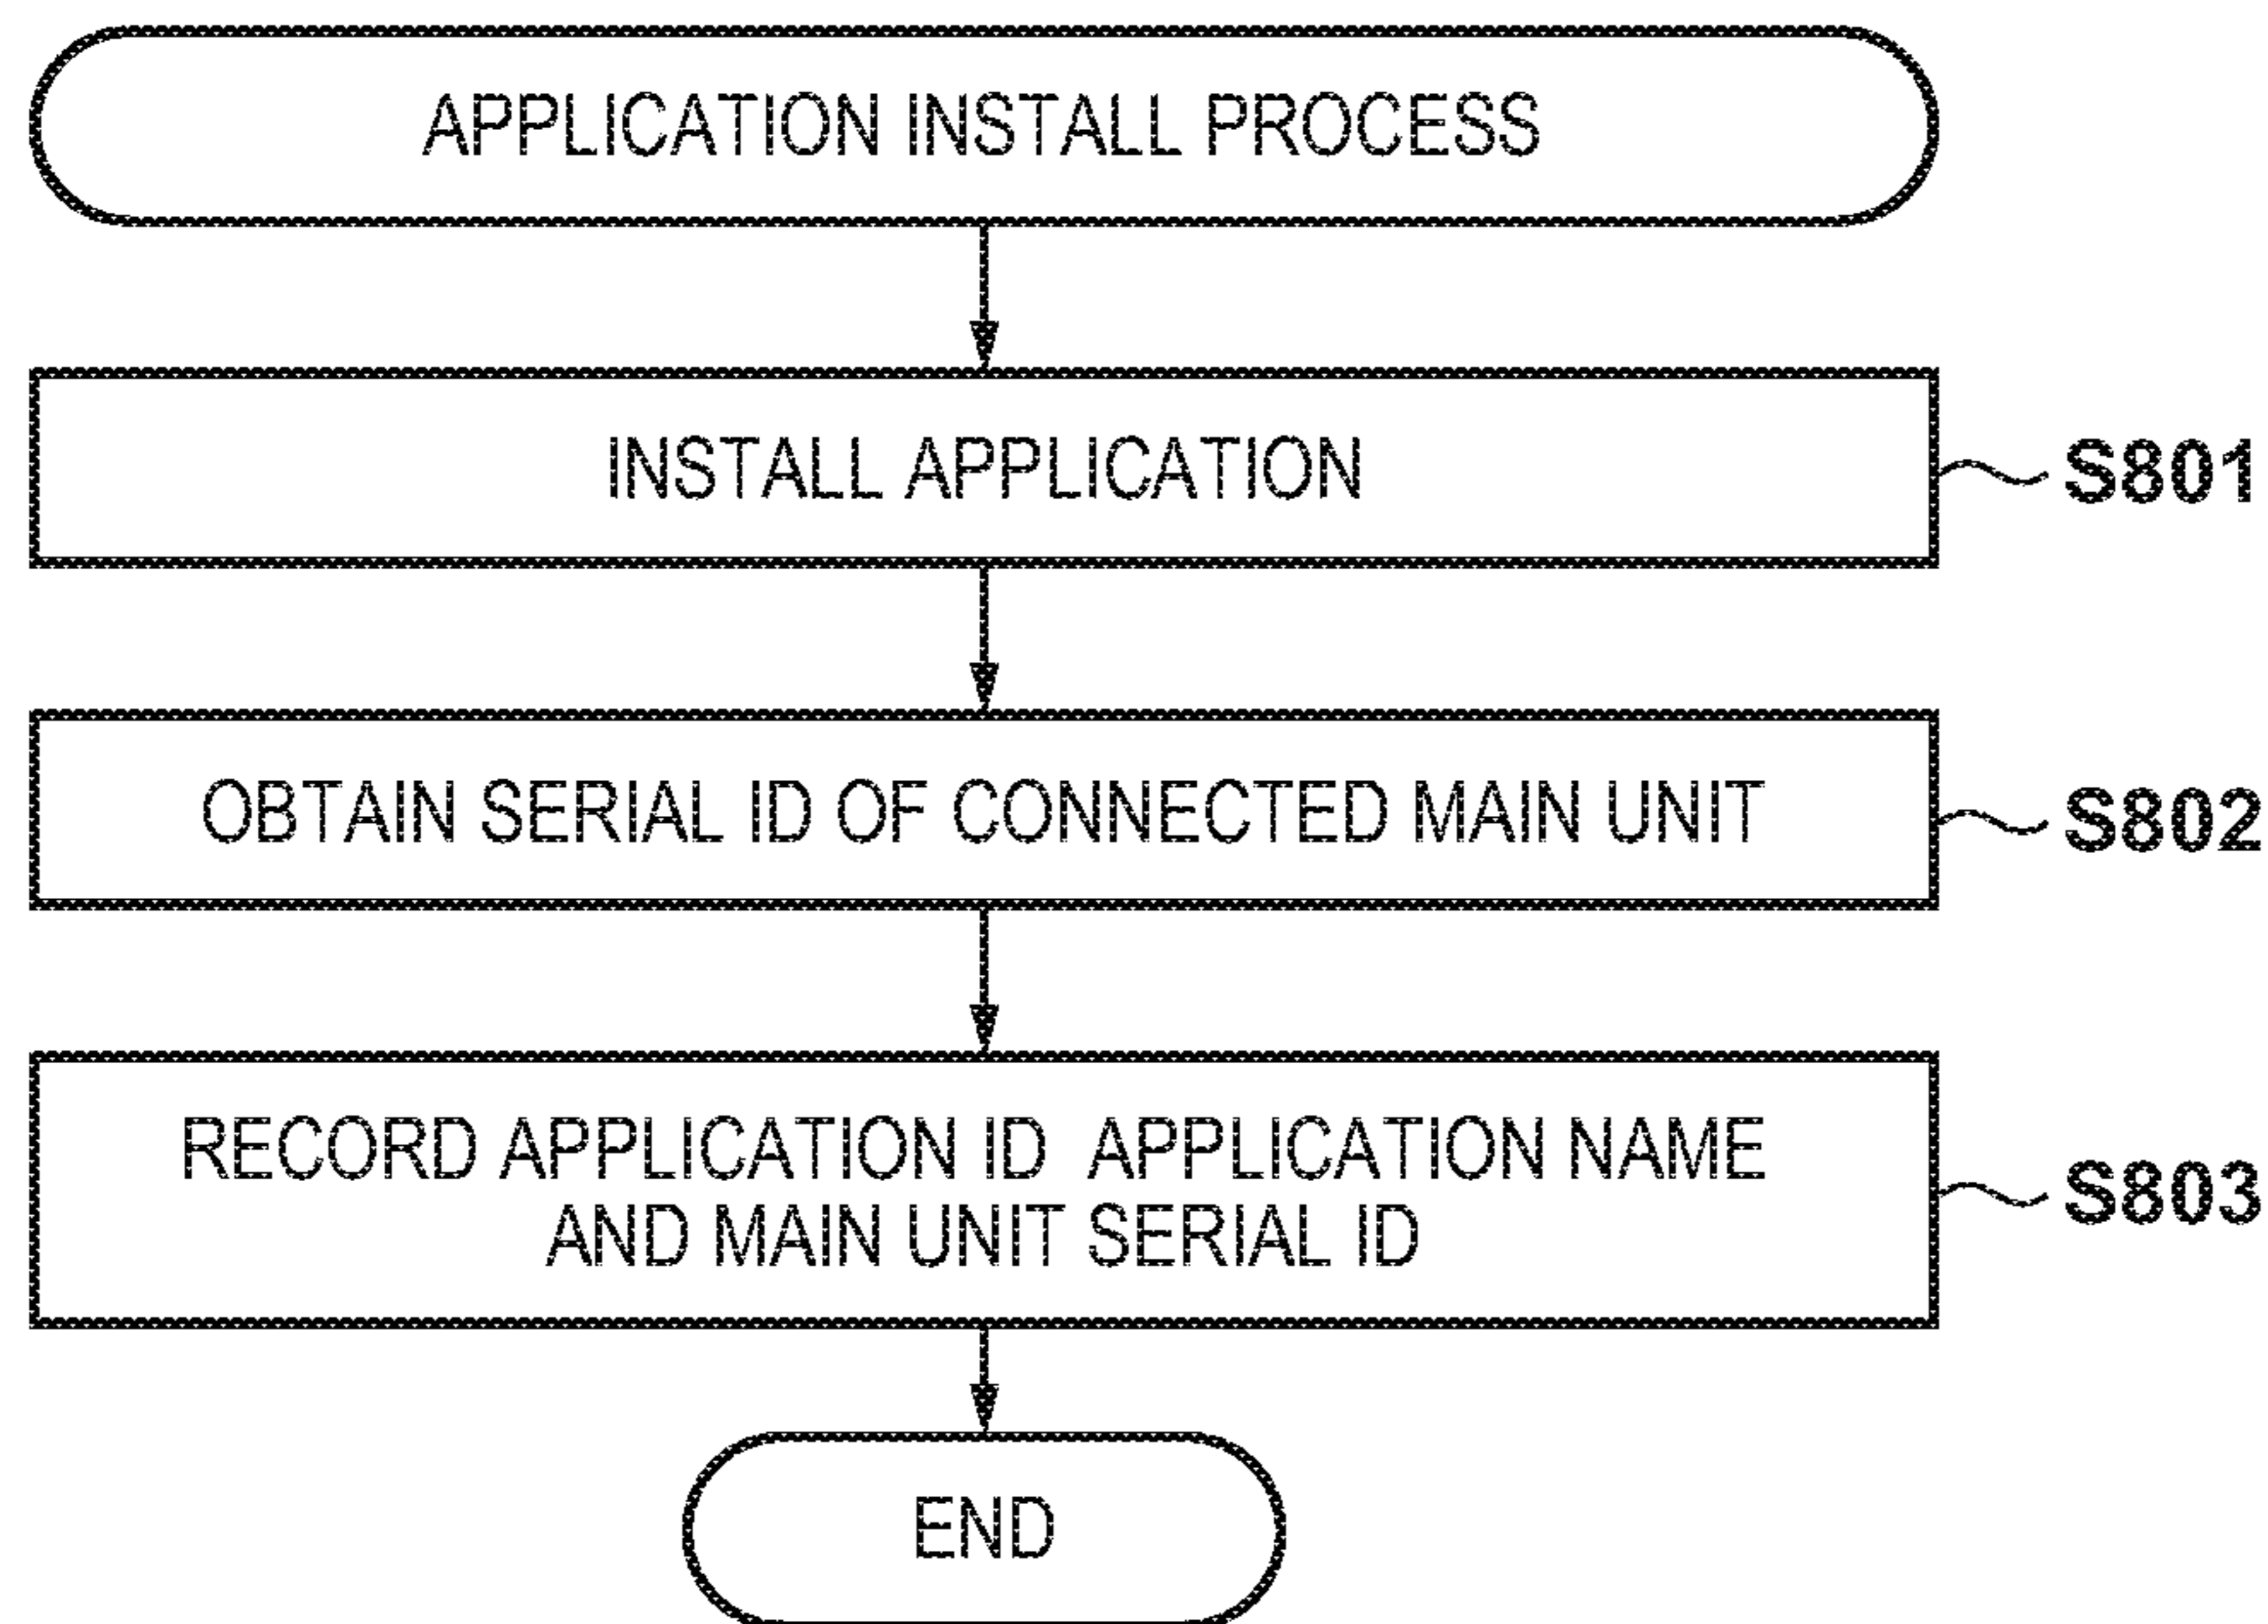 APPLICATION INSTALL PROCESS
INSTALL APPLICATION
S801
OBTAIN SERIAL ID OF CONNECTED MAIN UNIT
S802
RECORD APPLICATION ID APPLICATION NAME
AND MAIN UNIT SERIAL ID
S803
END